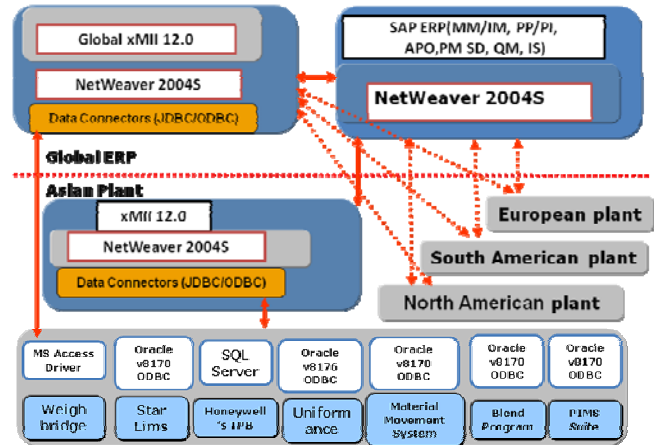 Global xMII 12.0
NetWeaver 2004S
Data Connectors (JDBC/ODBC)
SAP ERP(MM/IM, PP/PI,
APO,PM SD, QM, IS)
NetWeaver 2004S
Global ERP
Asian Plant
xMII 12.0
NetWeaver 2004S
Data Connectors (JDBC/ODBC)
European plant
South American plant
North American plant
MS Access
Driver
Oracle
v8170
ODBC
SQL
Server
Oracle
v8176
ODBC
Oracle
v8170
ODBC
Oracle
v8170
ODBC
Oracle
v8170
ODBC
Weigh
bridge
Star
Lims
Honeywell
's TPB
Uniform
ance
Material
Movement
System
Blend
Program
PIMS
Suite